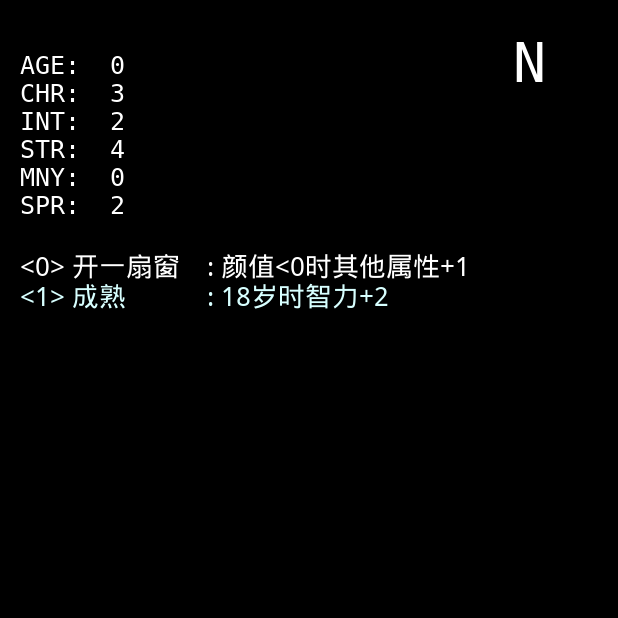 N
AGE: 0
CHR: 3
INT: 2
STR: 4
MNY: 0
SPR: 2
<0> 开一扇窗 : 颜值<0时其他属性+1
<1> 成熟 : 18岁时智力+2